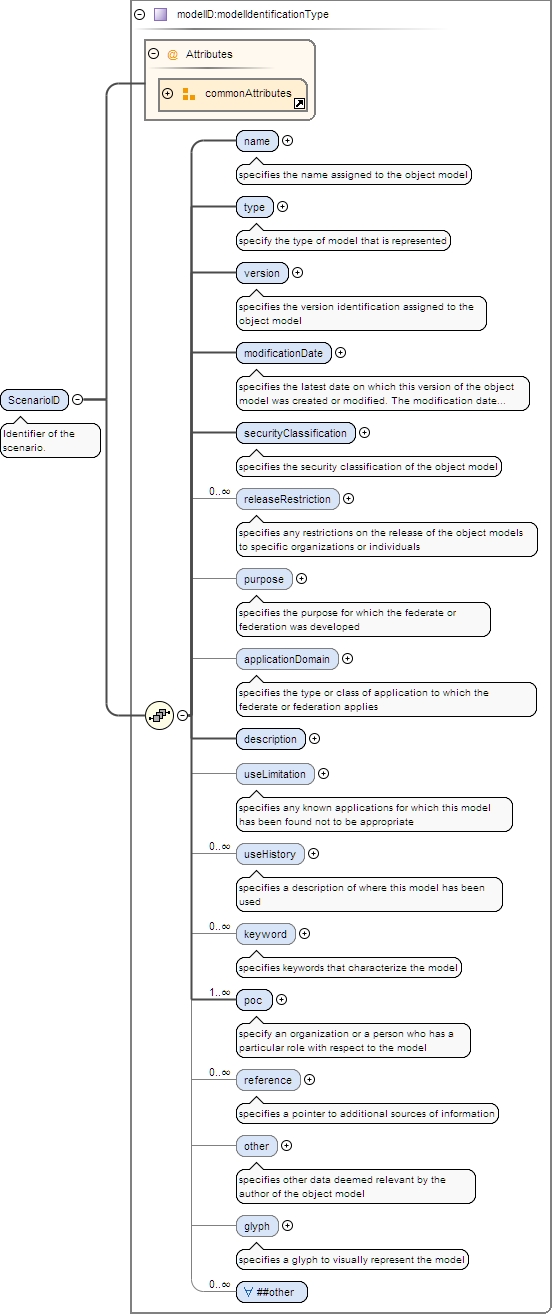 modelID:modelIdentificationType
@ Attributes
commonAttributes
name
specifies the name assigned to the object model
type
specify the type of model that is represented
version
specifies the version identification assigned to the
object model
modificationDate
specifies the latest date on which this version of the object
model was created or modified. The modification date...
ScenarioID
Identifier of the
scenario.
securityClassification
specifies the security classification of the object model
0..∞
releaseRestriction
specifies any restrictions on the release of the object models
to specific organizations or individuals
purpose
specifies the purpose for which the federate or
federation was developed
applicationDomain
specifies the type or class of application to which the
federate or federation applies
description
useLimitation
specifies any known applications for which this model
has been found not to be appropriate
0..∞
useHistory
specifies a description of where this model has been
used
0..∞
keyword
specifies keywords that characterize the model
1..∞
poc
specify an organization or a person who has a
particular role with respect to the model
0..∞
reference
specifies a pointer to additional sources of information
other
specifies other data deemed relevant by the
author of the object model
glyph
specifies a glyph to visually represent the model
0..∞
∀ ##other